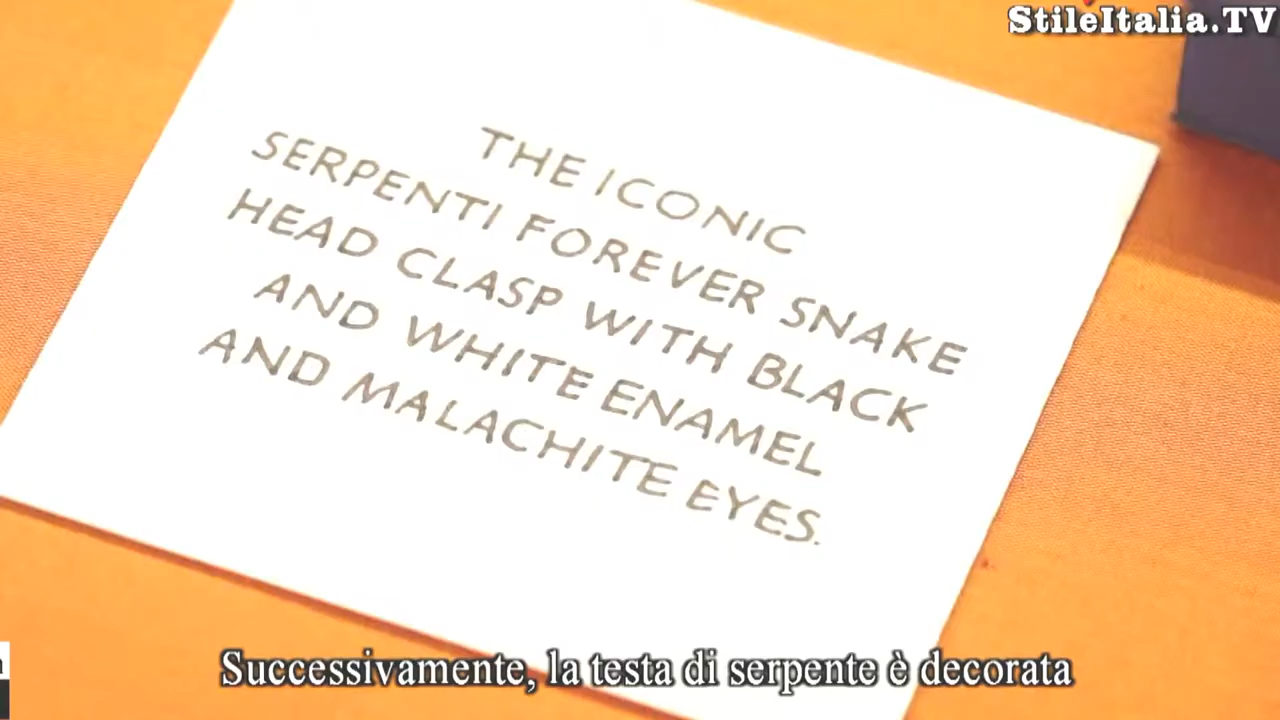 StileItalia.TV
THE ICONIC
SERPENTI FOREVER SNAKE
HEAD CLASP WITH BLACK
AND WHITE ENAMEL
AND MALACHITE EYES.
Successivamente, la testa di serpente è decorata